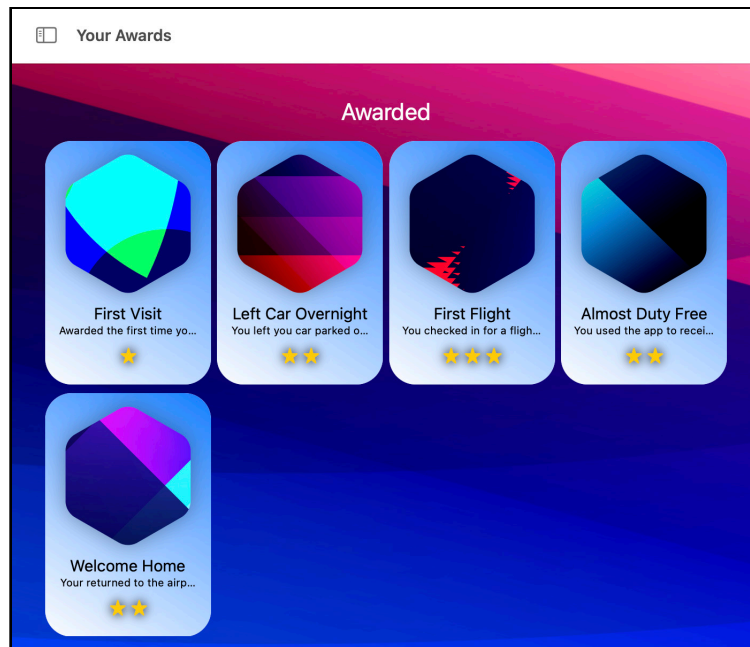 Your Awards
Awarded
First Visit
Awarded the first time yo...
Left Car Overnight
You left you car parked o...
First Flight
You checked in for a fligh...
Almost Duty Free
You used the app to recei...
Welcome Home
Your returned to the airp...